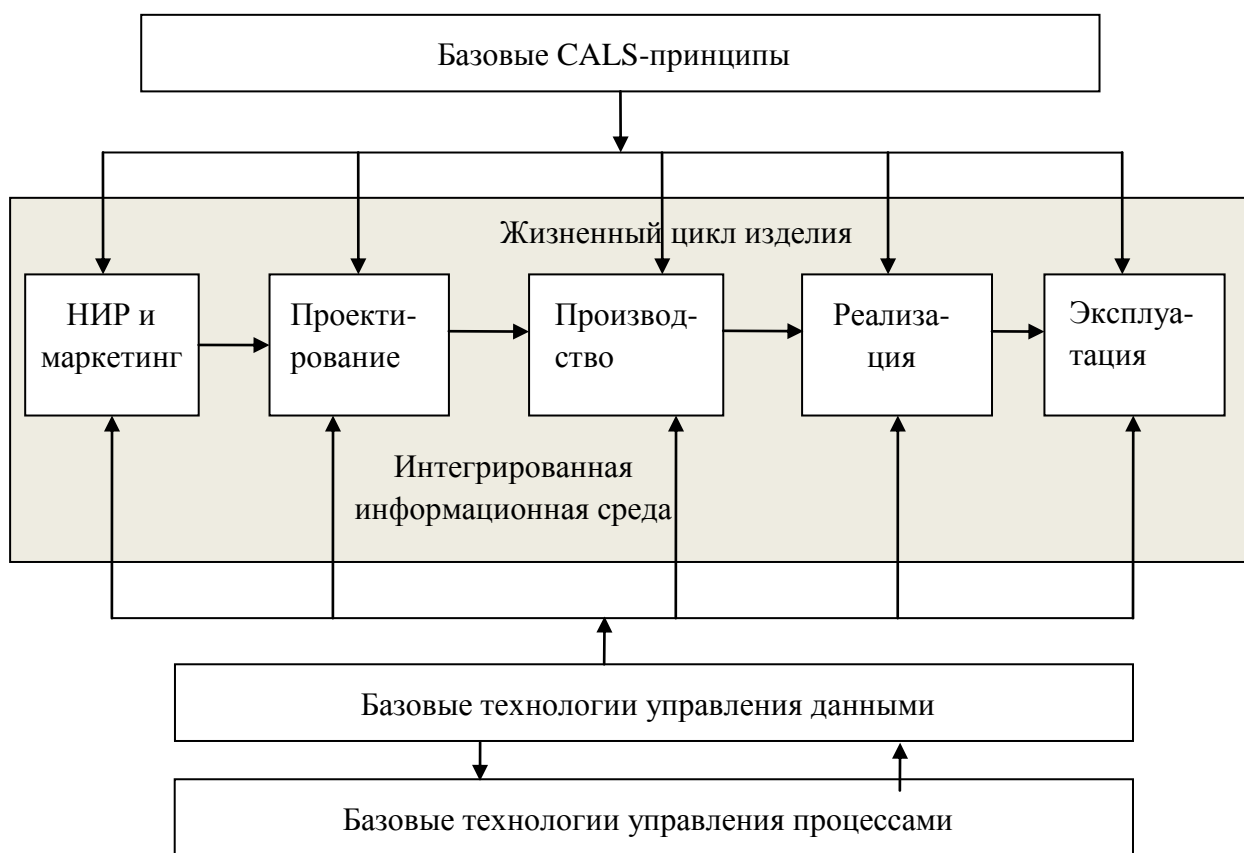 Базовые CALS-принципы
Жизненный цикл изделия
НИР и
маркетинг
Проекти-
рование
Производ-
ство
Реализа-
ция
Эксплуа-
тация
Интегрированная
информационная среда
Базовые технологии управления данными
Базовые технологии управления процессами